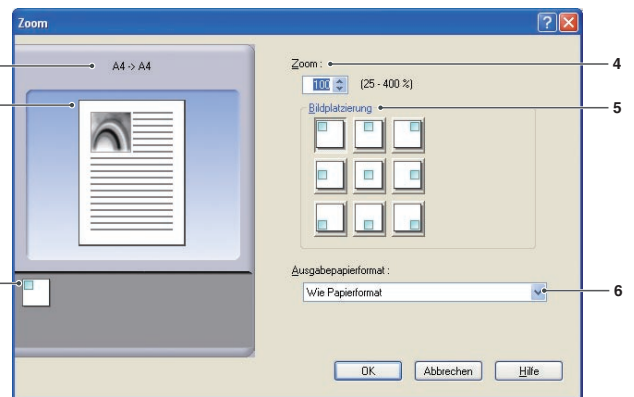 Zoom
A4 -> A4
Zoom :
4
100 (25 - 400 %)
Bildplatzierung
5
Ausgabepapierformat :
Wie Papierformat
6
OK Abbrechen Hilfe